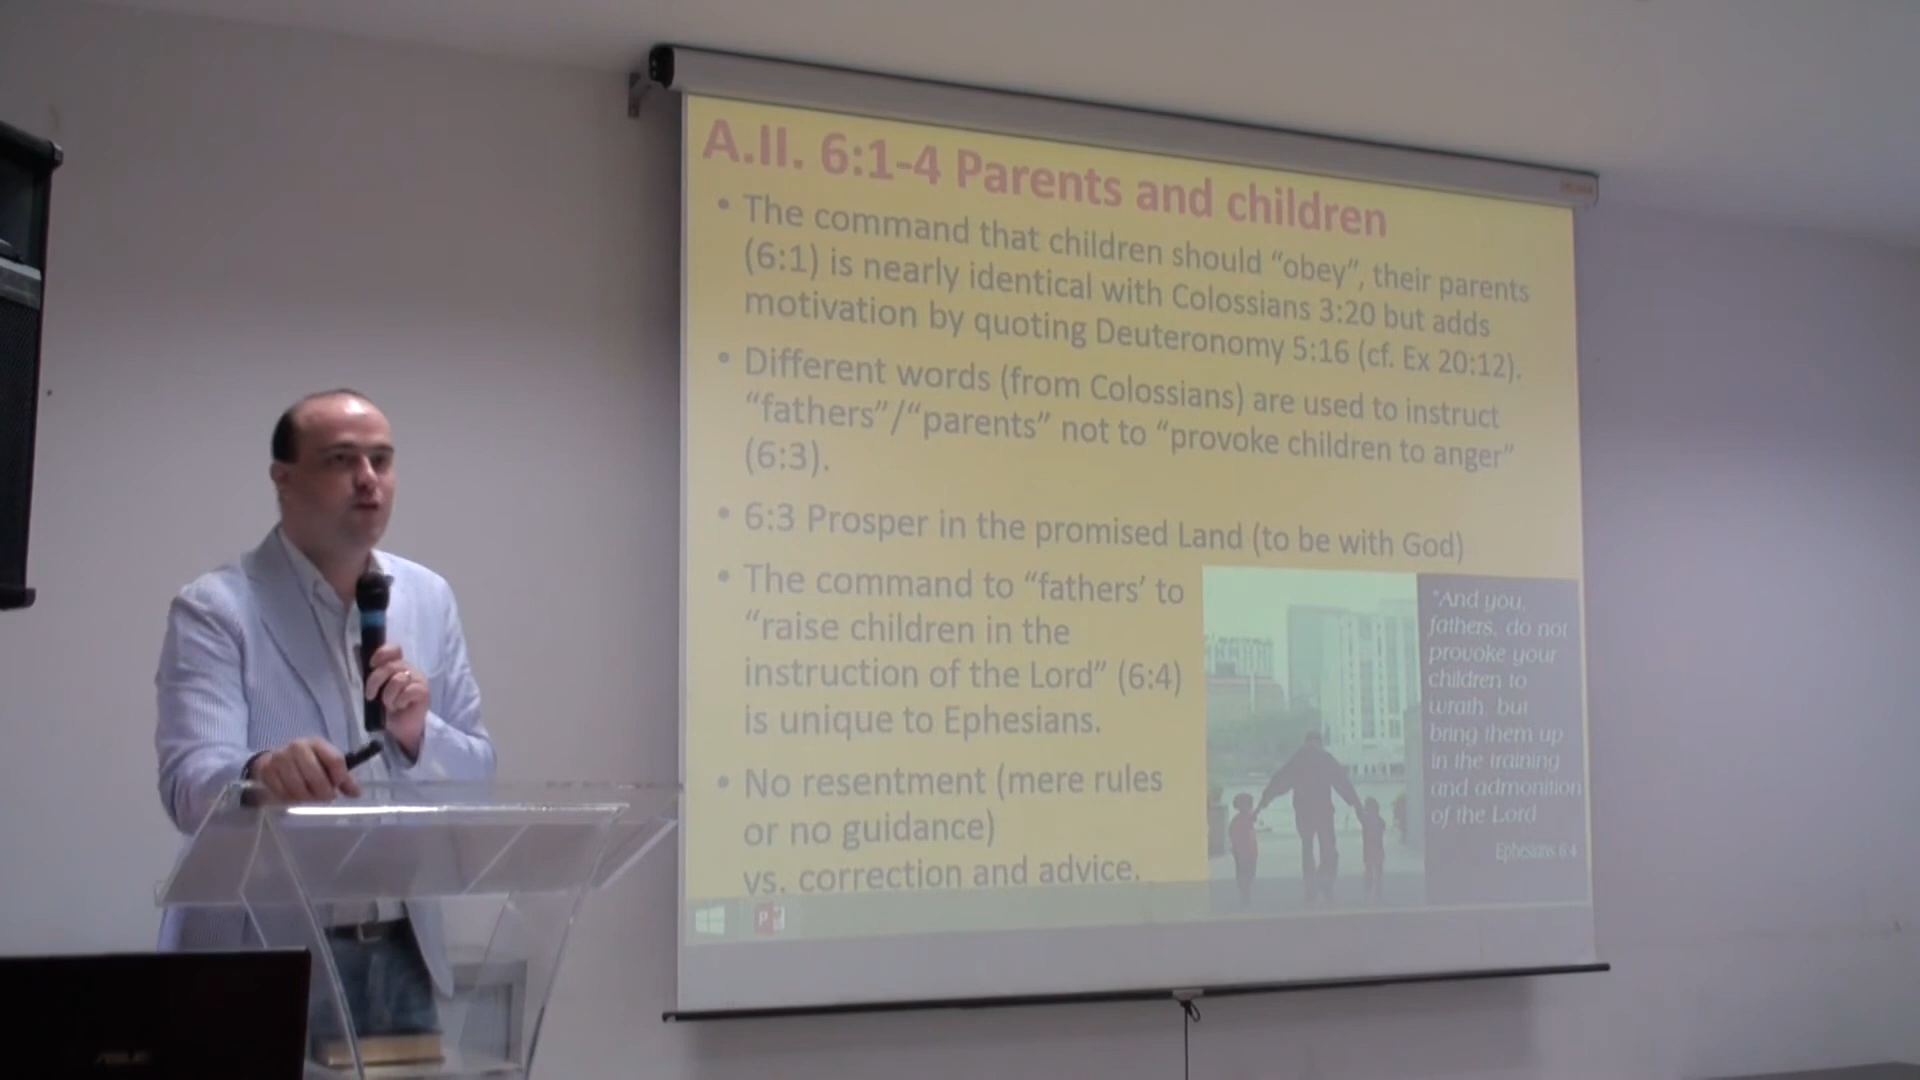 A.II. 6:1-4 Parents and children
• The command that children should “obey”, their parents
(6:1) is nearly identical with Colossians 3:20 but adds
motivation by quoting Deuteronomy 5:16 (cf. Ex 20:12).
• Different words (from Colossians) are used to instruct
“fathers”/“parents” not to “provoke children to anger”
(6:3).
• 6:3 Prosper in the promised Land (to be with God)
• The command to “fathers’ to
“raise children in the
instruction of the Lord” (6:4)
is unique to Ephesians.
• No resentment (mere rules
or no guidance)
vs. correction and advice.
"And you,
fathers, do not
provoke your
children to
wrath, but
bring them up
in the training
and admonition
of the Lord
Ephesians 6:4
P
ASUS